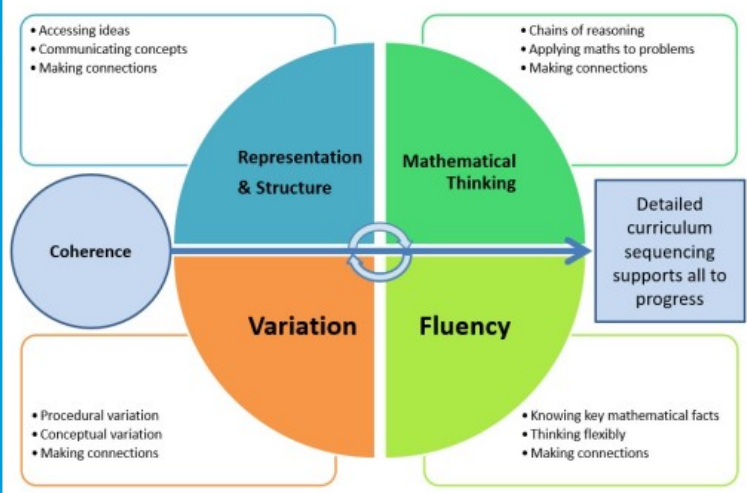 • Accessing ideas
• Communicating concepts
• Making connections
• Chains of reasoning
• Applying maths to problems
• Making connections
Representation
& Structure
Mathematical
Thinking
Coherence
Detailed
curriculum
sequencing
supports all to
progress
Variation
Fluency
• Procedural variation
• Conceptual variation
• Making connections
• Knowing key mathematical facts
• Thinking flexibly
• Making connections